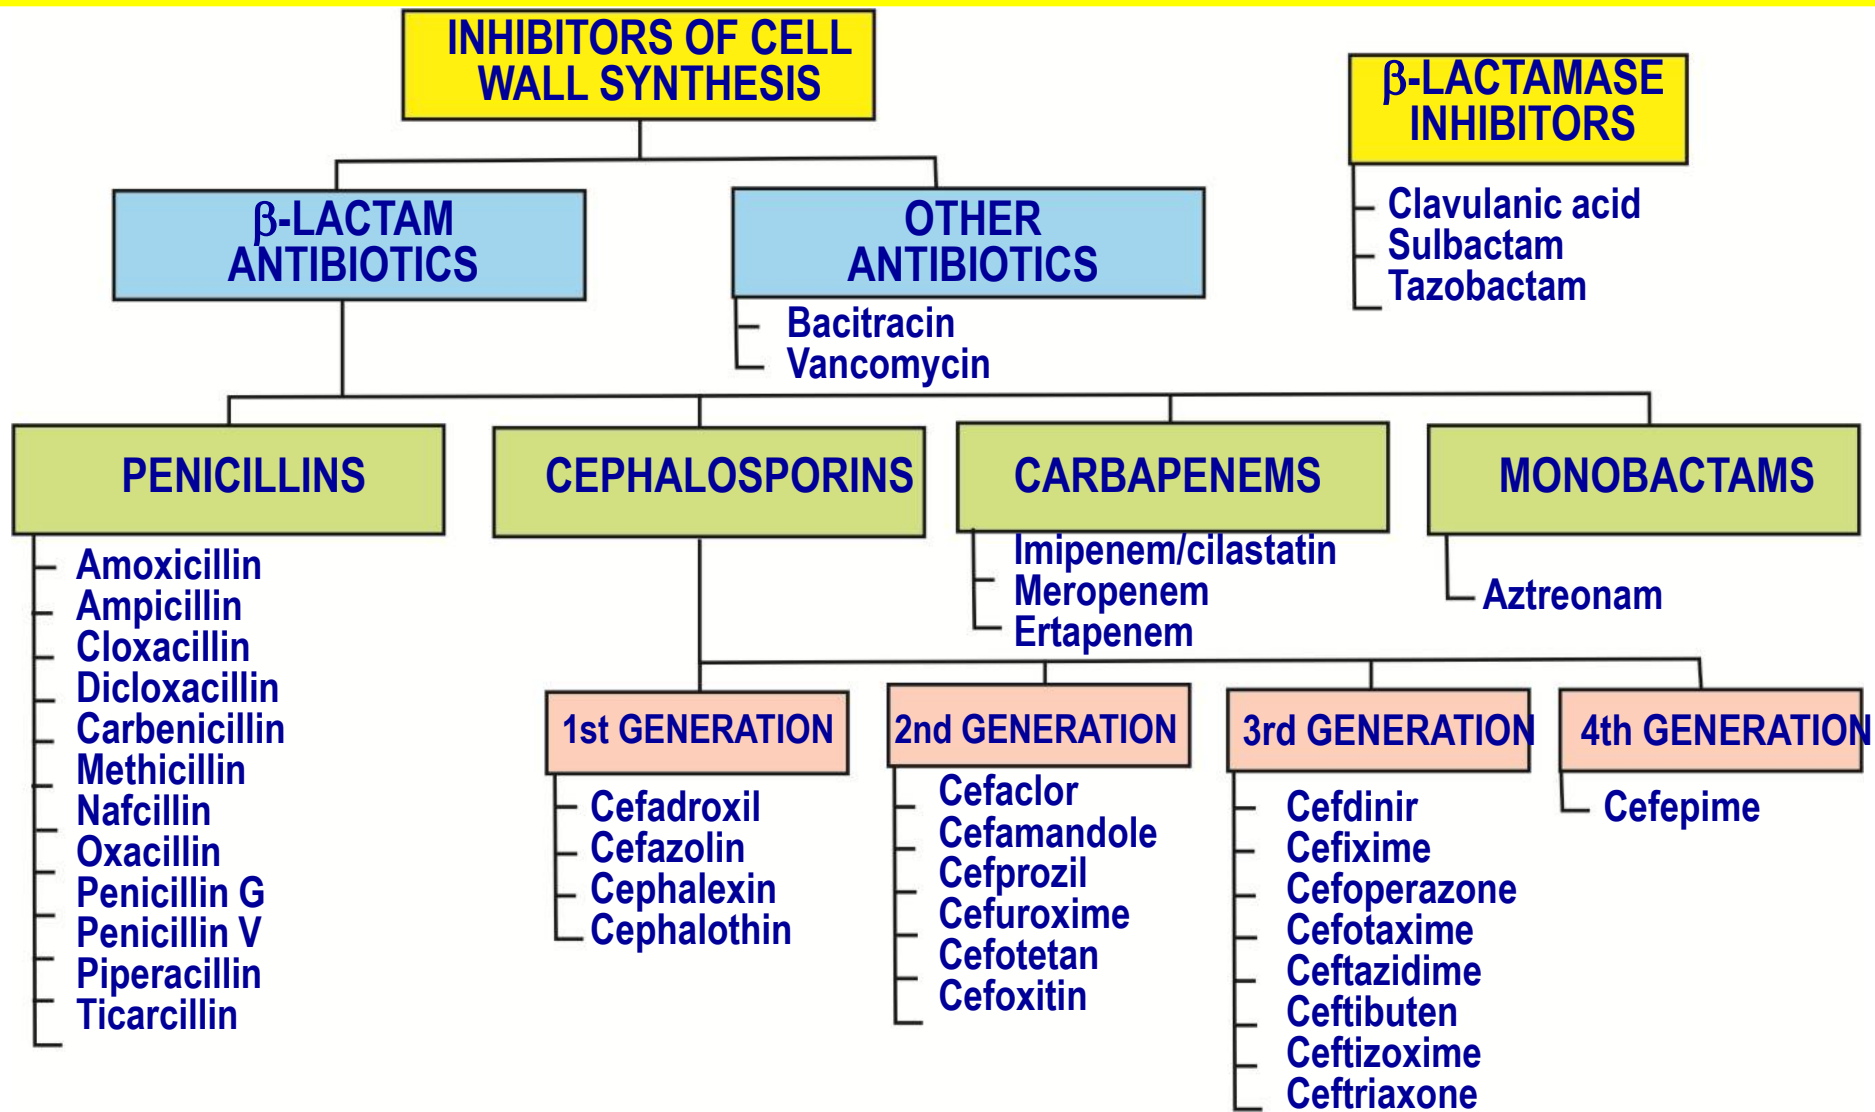 INHIBITORS OF CELL
WALL SYNTHESIS
β-LACTAMASE
INHIBITORS
Clavulanic acid
Sulbactam
Tazobactam
β-LACTAM
ANTIBIOTICS
OTHER
ANTIBIOTICS
Bacitracin
Vancomycin
PENICILLINS
Amoxicillin
Ampicillin
Cloxacillin
Dicloxacillin
Carbenicillin
Methicillin
Nafcillin
Oxacillin
Penicillin G
Penicillin V
Piperacillin
Ticarcillin
CEPHALOSPORINS
CARBAPENEMS
Imipenem/cilastatin
Meropenem
Ertapenem
MONOBACTAMS
Aztreonam
1st GENERATION
Cefadroxil
Cefazolin
Cephalexin
Cephalothin
2nd GENERATION
Cefaclor
Cefamandole
Cefprozil
Cefuroxime
Cefotetan
Cefoxitin
3rd GENERATION
Cefdinir
Cefixime
Cefoperazone
Cefotaxime
Ceftazidime
Ceftibuten
Ceftizoxime
Ceftriaxone
4th GENERATION
Cefepime